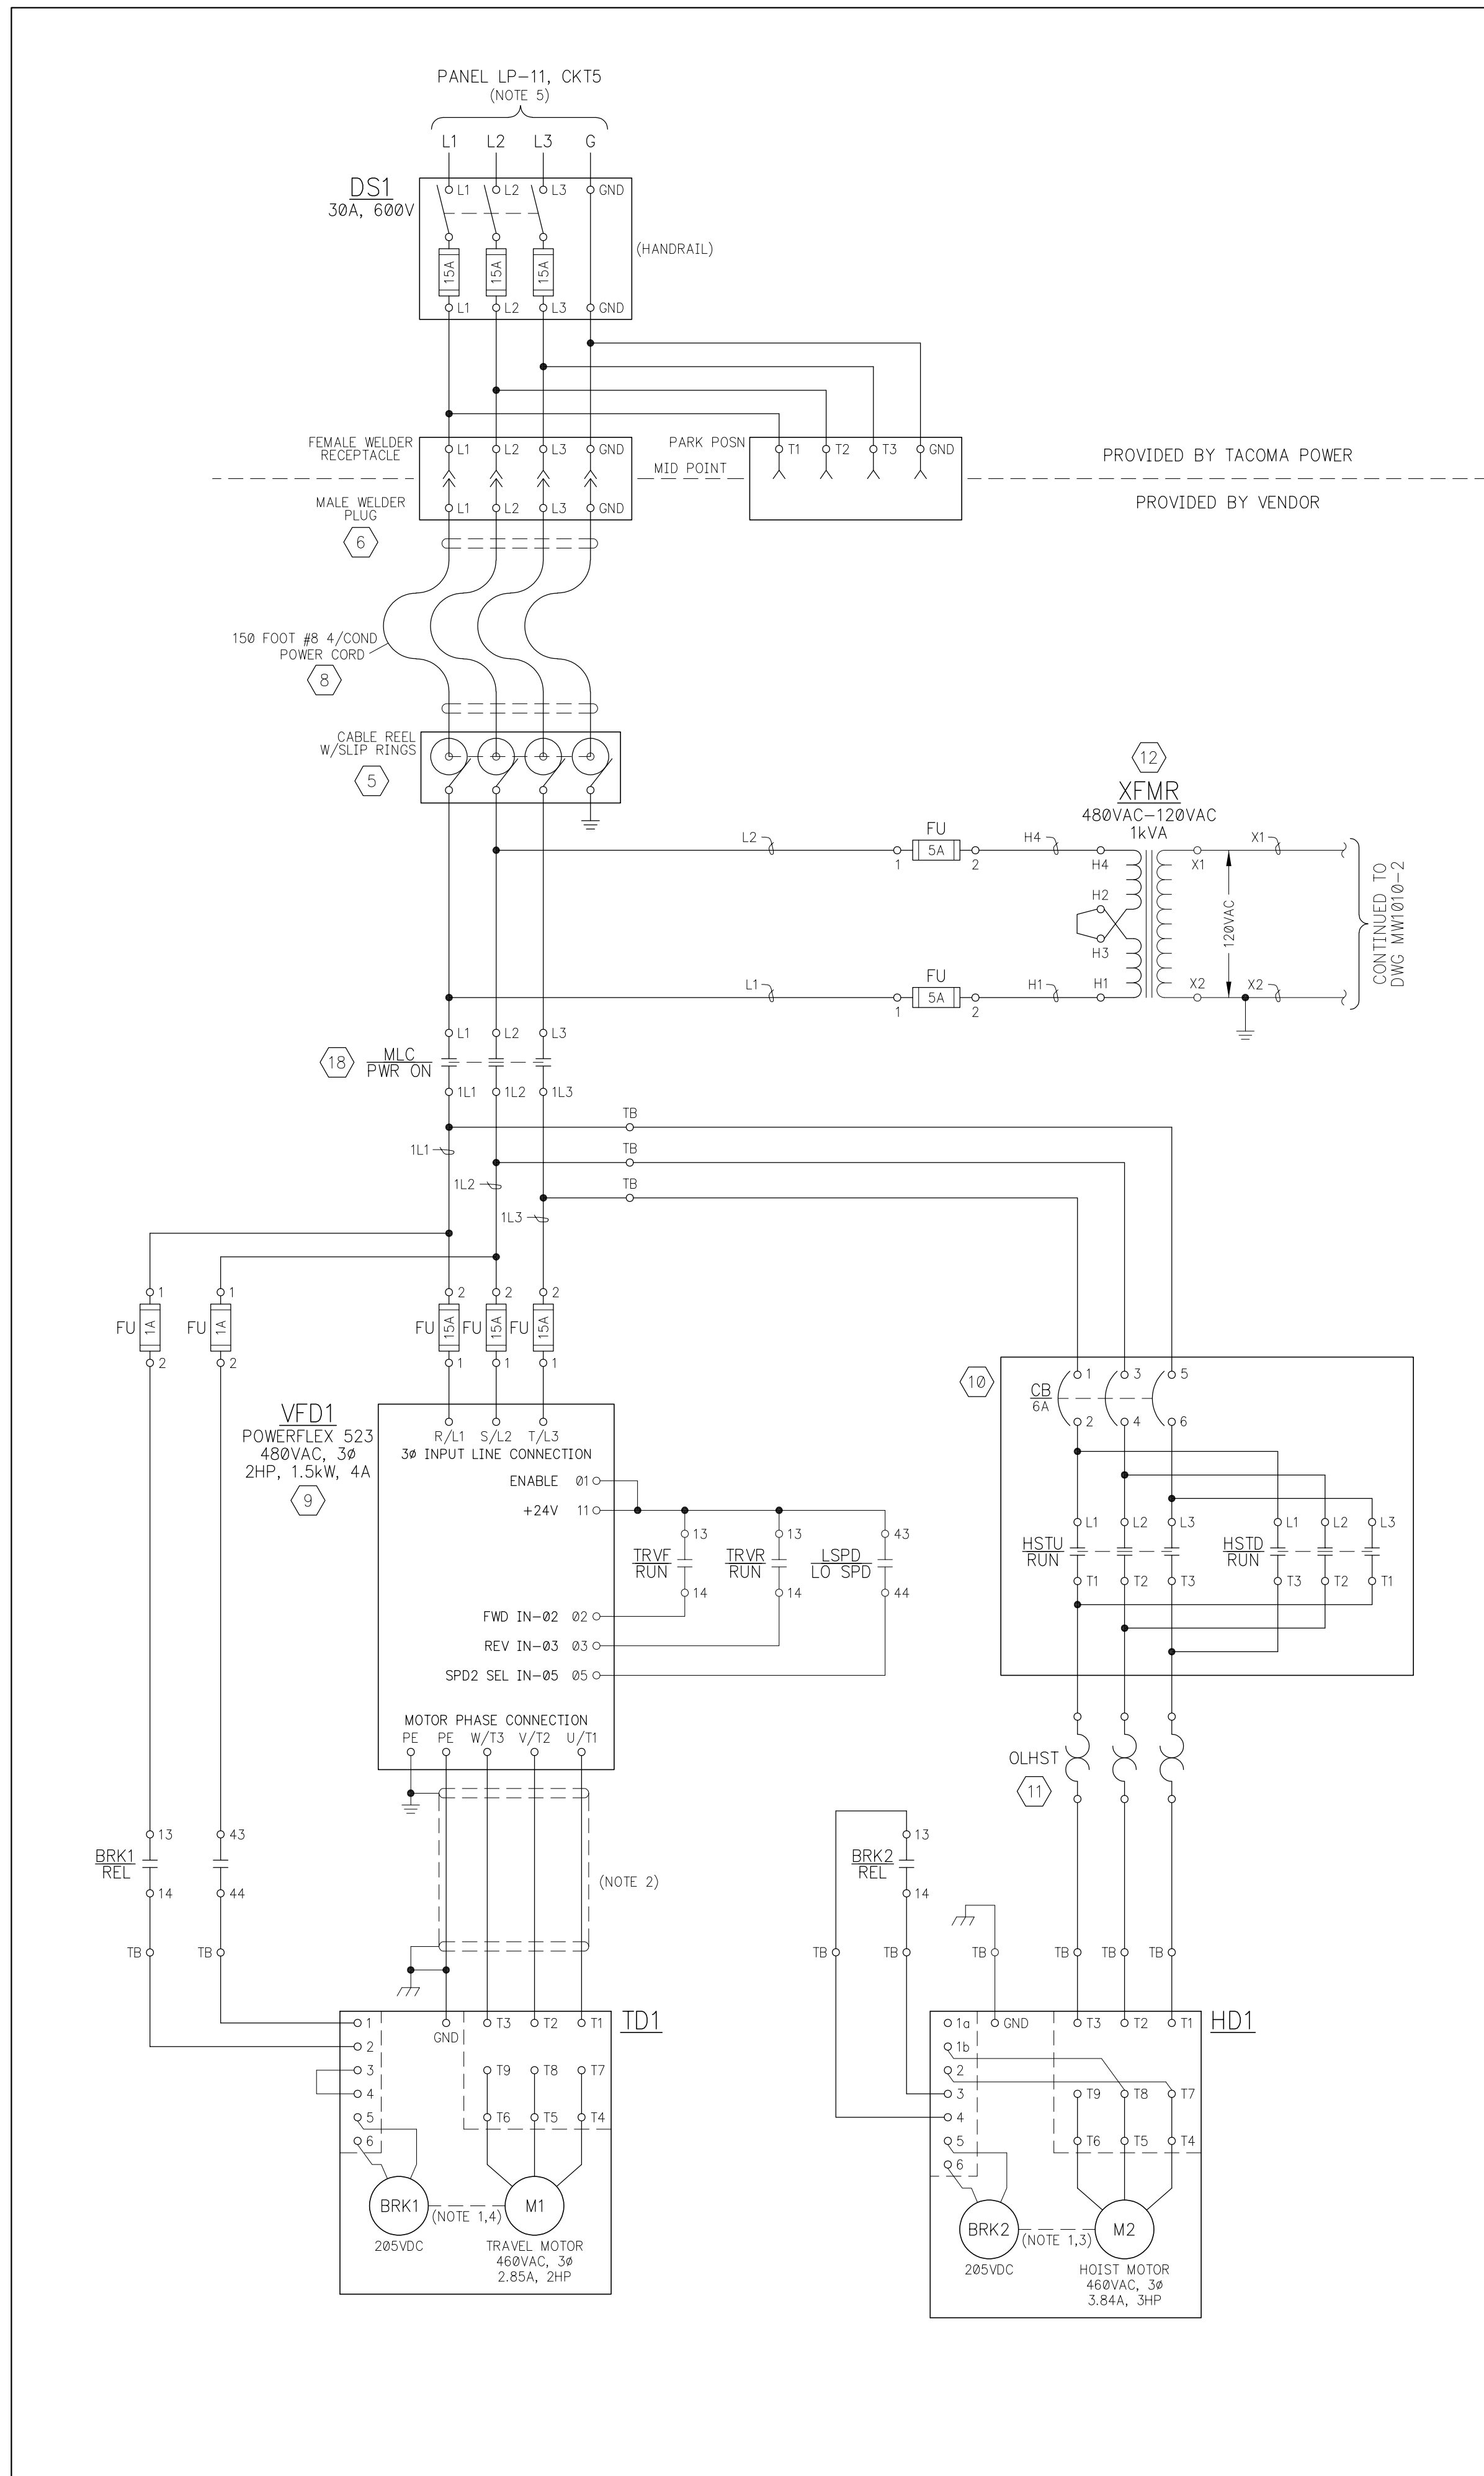 PANEL LP-11, CKT5
(NOTE 5)
L1 L2 L3 G
DS1
30A, 600V
L1 L2 L3 GND
15A 15A 15A
(HANDRAIL)
L1 L2 L3 GND
FEMALE WELDER
RECEPTACLE
L1 L2 L3 GND
PARK POSN
MID POINT
T1 T2 T3 GND
PROVIDED BY TACOMA POWER
PROVIDED BY VENDOR
MALE WELDER
PLUG
6
L1 L2 L3 GND
150 FOOT #8 4/COND
POWER CORD
8
CABLE REEL
W/SLIP RINGS
5
12
XFMR
480VAC-120VAC
1kVA
L2 FU 5A 1 2 H4 H4
H2
H3
L1 FU 5A 1 2 H1 H1
X1 X1
120VAC
X2 X2
CONTINUED TO
DWG MW1010-2
18
MLC
PWR ON
L1 L2 L3
1L1 1L2 1L3
TB
TB
TB
1L1
1L2
1L3
1 1 2 2 2
FU 1A FU 1A FU 15A FU 15A FU 15A
2 2 1 1 1
VFD1
POWERFLEX 523
480VAC, 3ø
2HP, 1.5kW, 4A
9
R/L1 S/L2 T/L3
3ø INPUT LINE CONNECTION
ENABLE 01
+24V 11
13 13 43
TRVF
RUN
TRVR
RUN
LSPD
LO SPD
14 14 44
FWD IN-02 02
REV IN-03 03
SPD2 SEL IN-05 05
MOTOR PHASE CONNECTION
PE PE W/T3 V/T2 U/T1
10
CB
6A
1 3 5
2 4 6
L1 L2 L3 L1 L2 L3
HSTU
RUN
HSTD
RUN
T1 T2 T3 T3 T2 T1
OLHST
11
13 43
BRK1
REL
14 44
TB TB
(NOTE 2)
13
BRK2
REL
14
TB TB TB TB TB TB
TD1
1
2
3
4
5
6
GND T3 T2 T1
T9 T8 T7
T6 T5 T4
BRK1 M1
(NOTE 1,4)
205VDC
TRAVEL MOTOR
460VAC, 3ø
2.85A, 2HP
HD1
1a GND T3 T2 T1
1b
2
3
4
5
6
T9 T8 T7
T6 T5 T4
BRK2 M2
(NOTE 1,3)
205VDC
HOIST MOTOR
460VAC, 3ø
3.84A, 3HP